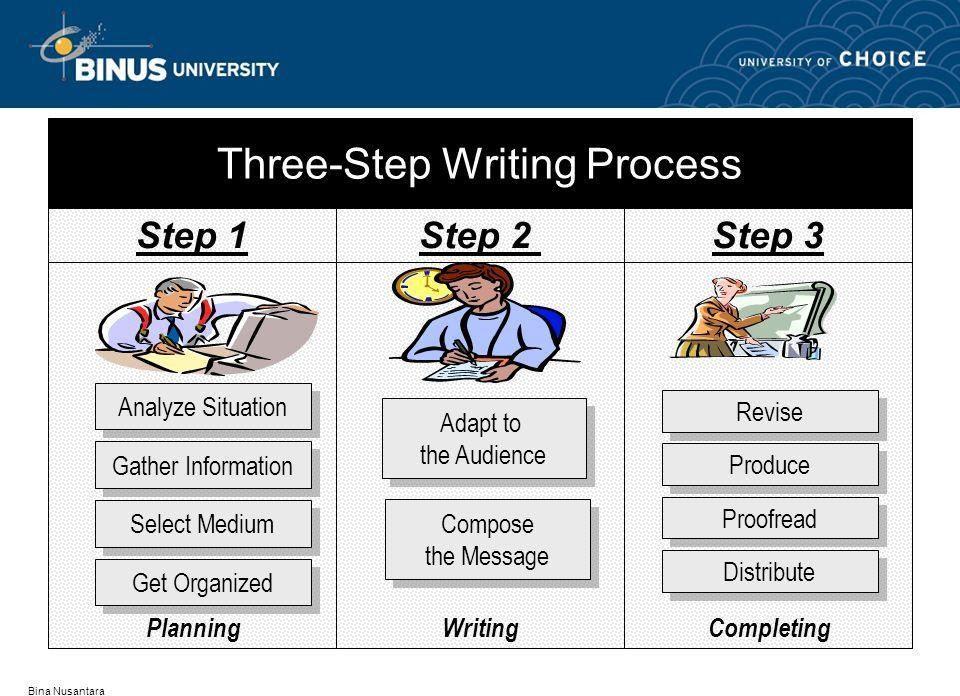 BINUS UNIVERSITY
UNIVERSITY OF CHOICE
Three-Step Writing Process
Step 1
Step 2
Step 3
Analyze Situation
Gather Information
Select Medium
Get Organized
Planning
Adapt to
the Audience
Compose
the Message
Writing
Revise
Produce
Proofread
Distribute
Completing
Bina Nusantara